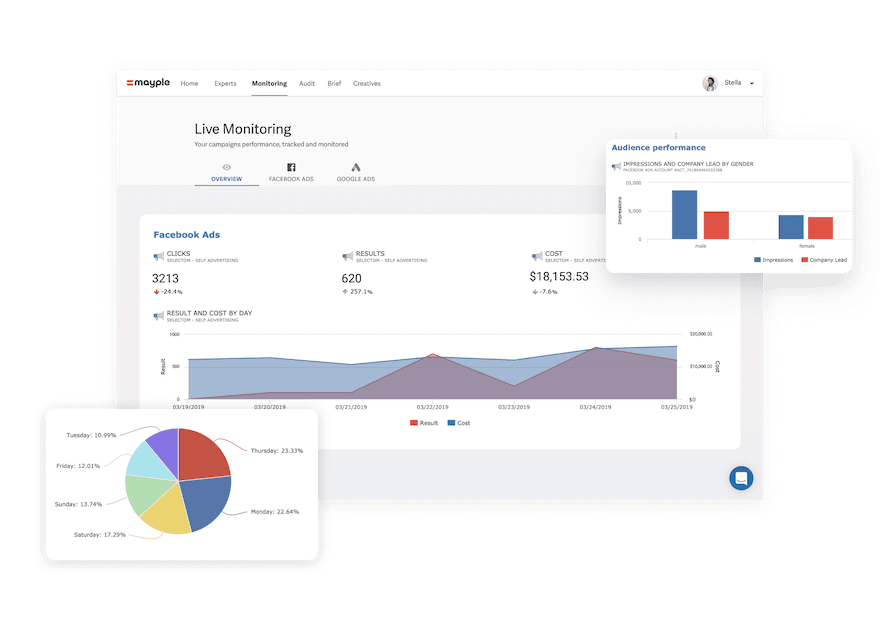 mayple
Home Experts Monitoring Audit Brief Creatives
Stella
Live Monitoring
Your campaigns performance, tracked and monitored
OVERVIEW FACEBOOK ADS GOOGLE ADS
Audience performance
IMPRESSIONS AND COMPANY LEAD BY GENDER
FACEBOOK ADS ACCOUNT
10,000
5,000
0
Impressions
male female
Impressions Company Lead
Facebook Ads
CLICKS
SELECTOM - SELF ADVERTISING
3213
-24.4%
RESULTS
SELECTOM - SELF ADVERTISING
620
257.1%
COST
SELECTOM - SELF
$18,153.53
-7.6%
RESULT AND COST BY DAY
SELECTOM - SELF ADVERTISING
1000
500
0
Result
$20,000.00
$10,000.00
$0
Cost
03/19/2019 03/20/2019 03/21/2019 03/22/2019 03/23/2019 03/24/2019 03/25/2019
Result Cost
Tuesday: 10.99%
Friday: 12.01%
Sunday: 13.74%
Saturday: 17.29%
Thursday: 23.33%
Monday: 22.64%